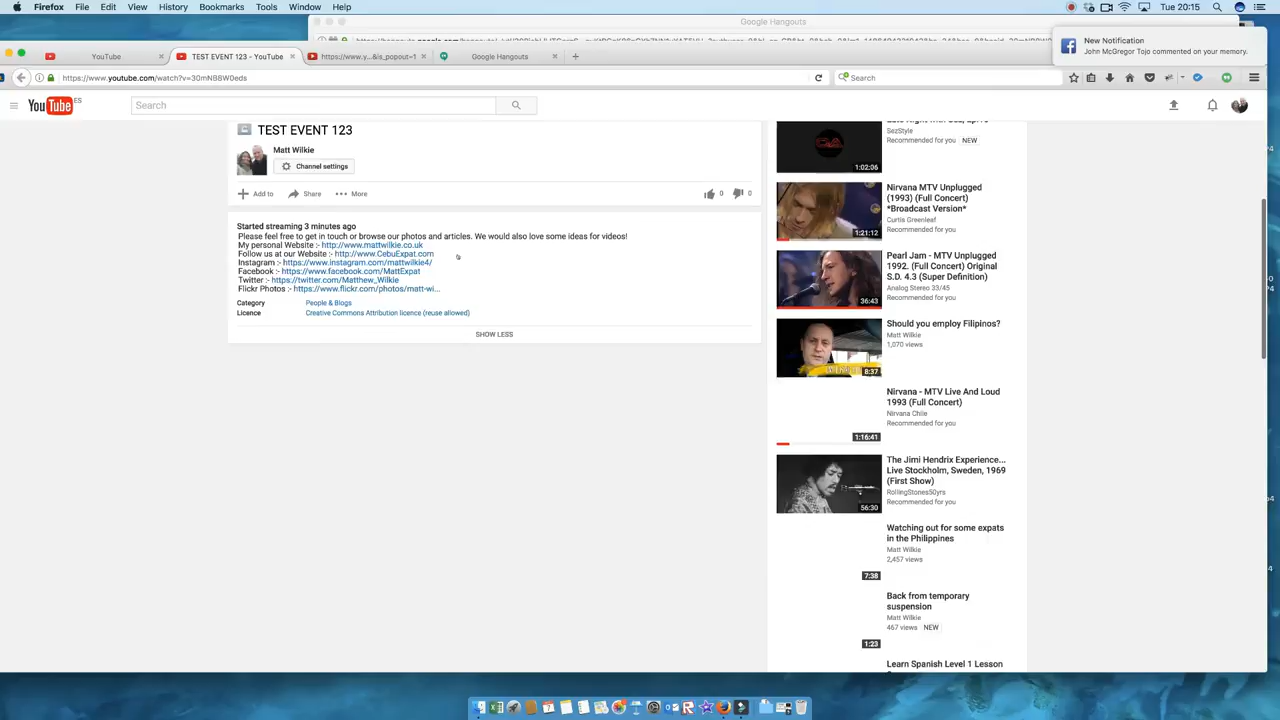 Firefox File Edit View History Bookmarks Tools Window Help
Tue 20:15
Google Hangouts
New Notification
John McGregor Tojo commented on your memory.
YouTube
TEST EVENT 123 - YouTube
https://www.y...&is_popout=1
Google Hangouts
https://www.youtube.com/watch?v=30mNB8W0eds
Search
YouTube ES
Search
TEST EVENT 123
Matt Wilkie
Channel settings
Add to Share More
0 0
Started streaming 3 minutes ago
Please feel free to get in touch or browse our photos and articles. We would also love some ideas for videos!
My personal Website :- http://www.mattwilkie.co.uk
Follow us at our Website :- http://www.CebuExpat.com
Instagram :- https://www.instagram.com/mattwilkie4/
Facebook :- https://www.facebook.com/MattExpat
Twitter :- https://twitter.com/Matthew_Wilkie
Flickr Photos :- https://www.flickr.com/photos/matt-wi...
Category People & Blogs
Licence Creative Commons Attribution licence (reuse allowed)
SHOW LESS
SezStyle
Recommended for you NEW
1:02:06
Nirvana MTV Unplugged
(1993) (Full Concert)
*Broadcast Version*
Curtis Greenleaf
Recommended for you
1:21:12
Pearl Jam - MTV Unplugged
1992. (Full Concert) Original
S.D. 4.3 (Super Definition)
Analog Stereo 33/45
Recommended for you
36:43
Should you employ Filipinos?
Matt Wilkie
1,070 views
8:37
Nirvana - MTV Live And Loud
1993 (Full Concert)
Nirvana Chile
Recommended for you
1:16:41
The Jimi Hendrix Experience...
Live Stockholm, Sweden, 1969
(First Show)
RollingStones50yrs
Recommended for you
56:30
Watching out for some expats
in the Philippines
Matt Wilkie
2,457 views
7:38
Back from temporary
suspension
Matt Wilkie
467 views NEW
1:23
Learn Spanish Level 1 Lesson